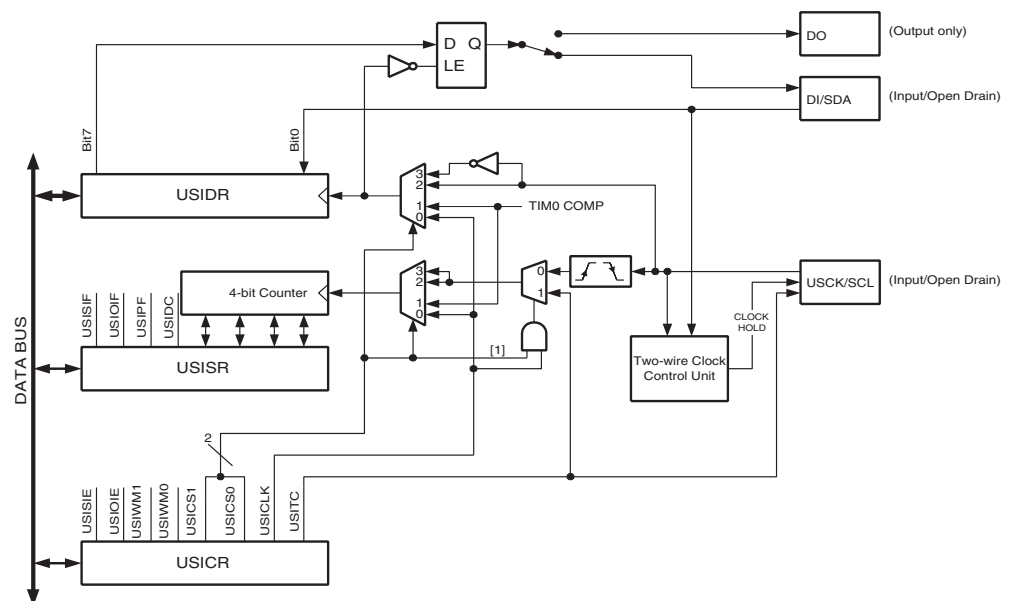 D Q
LE
DO
(Output only)
DI/SDA
(Input/Open Drain)
Bit7
Bit0
USIDR
3
2
1
0
TIM0 COMP
DATA BUS
4-bit Counter
3
2
1
0
0
1
[1]
USCK/SCL
(Input/Open Drain)
CLOCK
HOLD
Two-wire Clock
Control Unit
USISIF
USIOIF
USIPF
USIDC
USISR
2
USISIE
USIOIE
USIWM1
USIWM0
USICS1
USICS0
USICLK
USITC
USICR